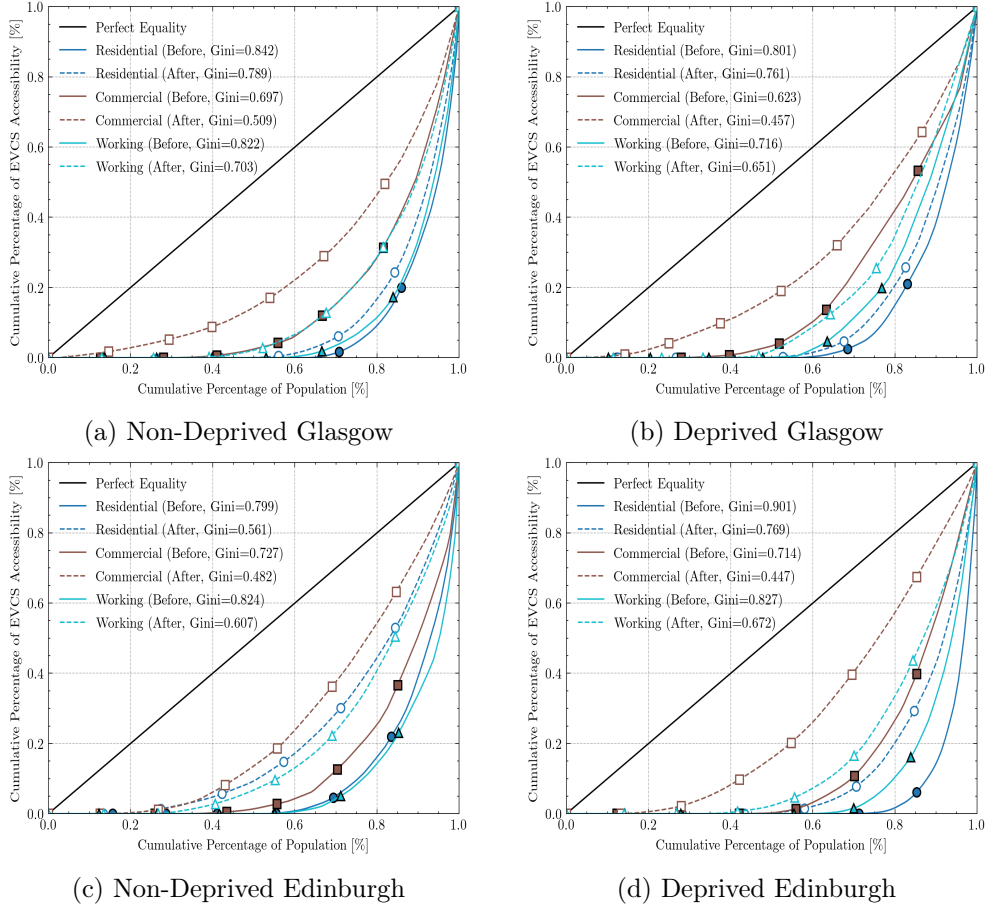 Cumulative Percentage of EVCS Accessibility [%]
1.0
0.8
0.6
0.4
0.2
0.0
Perfect Equality
Residential (Before, Gini=0.842)
Residential (After, Gini=0.789)
Commercial (Before, Gini=0.697)
Commercial (After, Gini=0.509)
Working (Before, Gini=0.822)
Working (After, Gini=0.703)
0.0 0.2 0.4 0.6 0.8 1.0
Cumulative Percentage of Population [%]
(a) Non-Deprived Glasgow
Cumulative Percentage of EVCS Accessibility [%]
1.0
0.8
0.6
0.4
0.2
0.0
Perfect Equality
Residential (Before, Gini=0.801)
Residential (After, Gini=0.761)
Commercial (Before, Gini=0.623)
Commercial (After, Gini=0.457)
Working (Before, Gini=0.716)
Working (After, Gini=0.651)
0.0 0.2 0.4 0.6 0.8 1.0
Cumulative Percentage of Population [%]
(b) Deprived Glasgow
Cumulative Percentage of EVCS Accessibility [%]
1.0
0.8
0.6
0.4
0.2
0.0
Perfect Equality
Residential (Before, Gini=0.799)
Residential (After, Gini=0.561)
Commercial (Before, Gini=0.727)
Commercial (After, Gini=0.482)
Working (Before, Gini=0.824)
Working (After, Gini=0.607)
0.0 0.2 0.4 0.6 0.8 1.0
Cumulative Percentage of Population [%]
(c) Non-Deprived Edinburgh
Cumulative Percentage of EVCS Accessibility [%]
1.0
0.8
0.6
0.4
0.2
0.0
Perfect Equality
Residential (Before, Gini=0.901)
Residential (After, Gini=0.769)
Commercial (Before, Gini=0.714)
Commercial (After, Gini=0.447)
Working (Before, Gini=0.827)
Working (After, Gini=0.672)
0.0 0.2 0.4 0.6 0.8 1.0
Cumulative Percentage of Population [%]
(d) Deprived Edinburgh